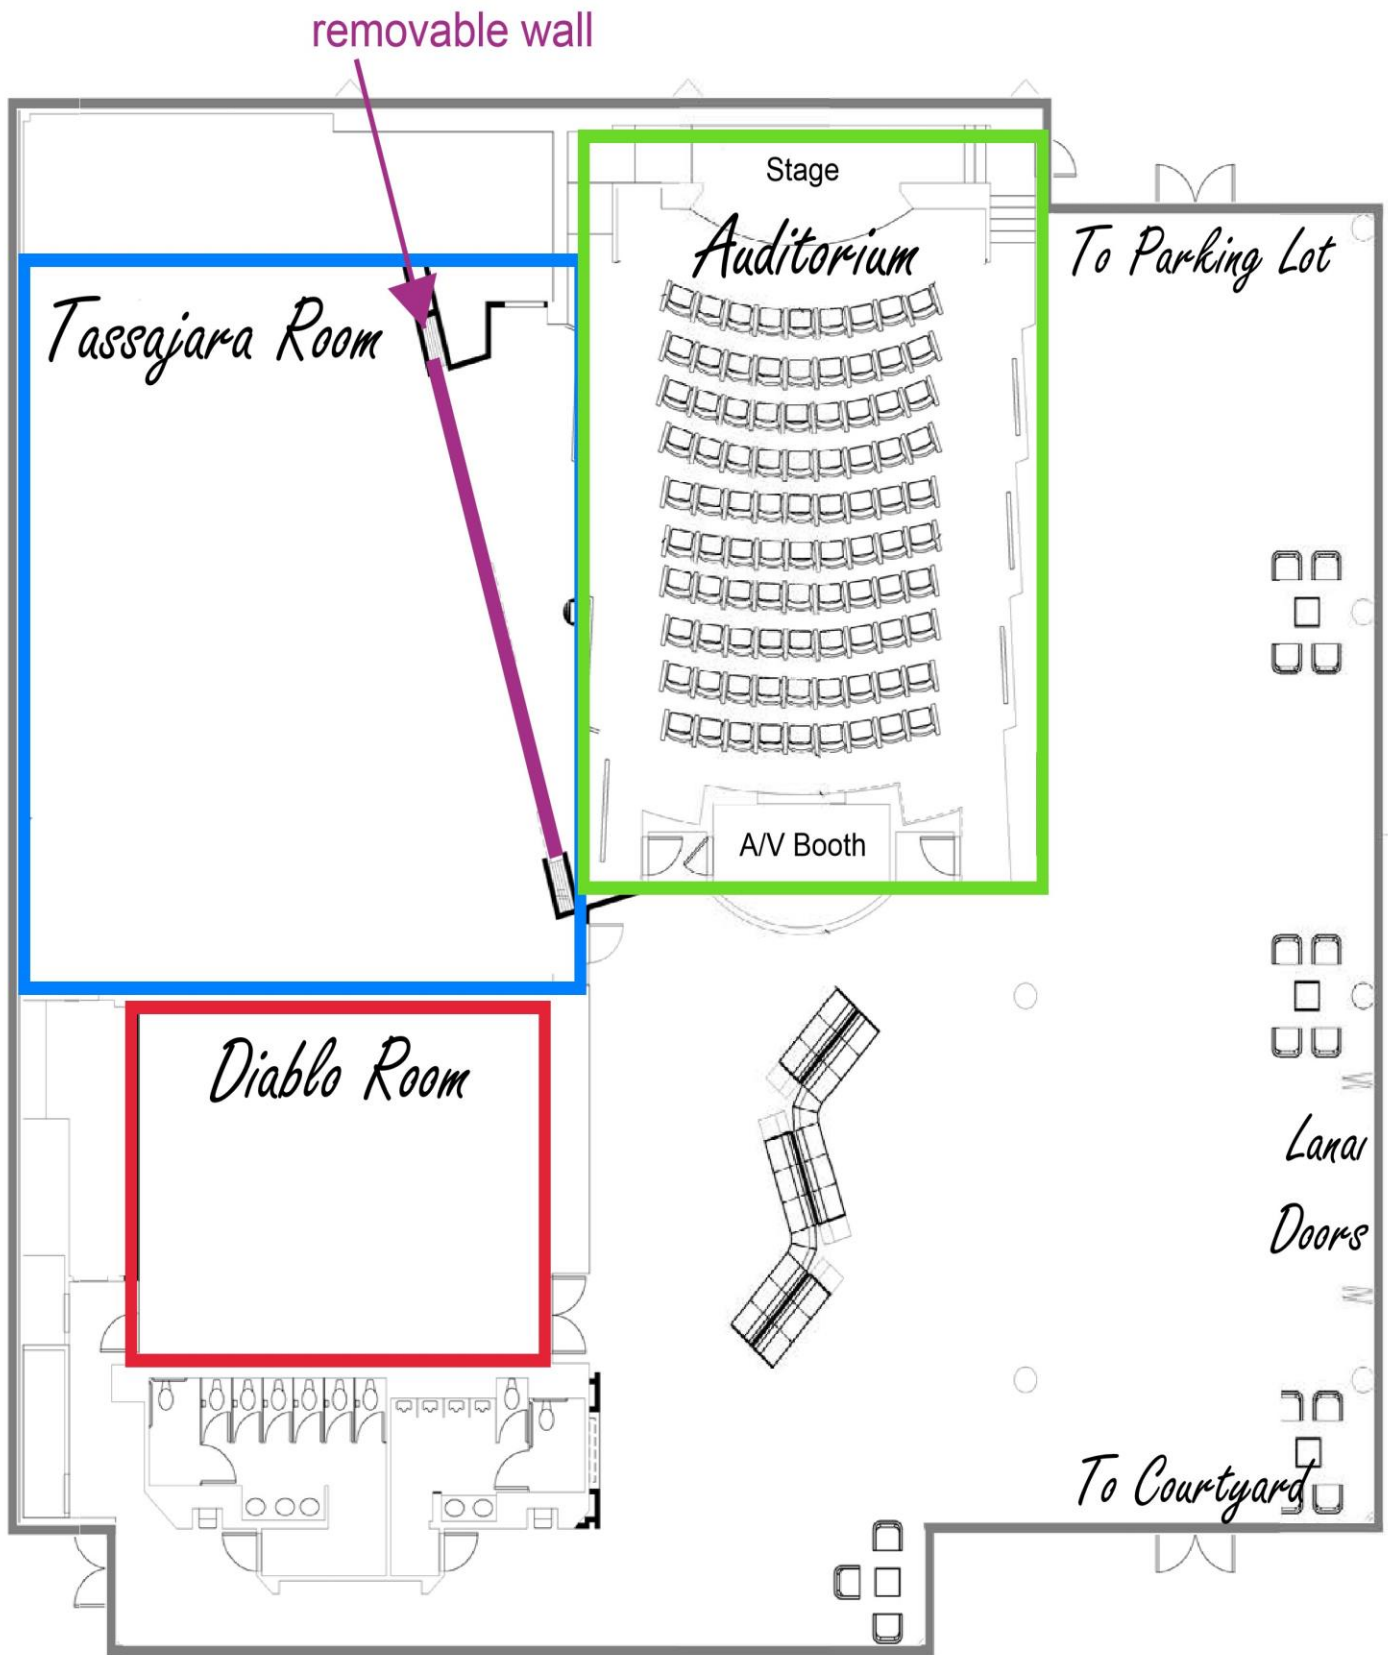 removable wall
Stage
Auditorium
To Parking Lot
Tassajara Room
A/V Booth
Diablo Room
Lanai
Doors
To Courtyard